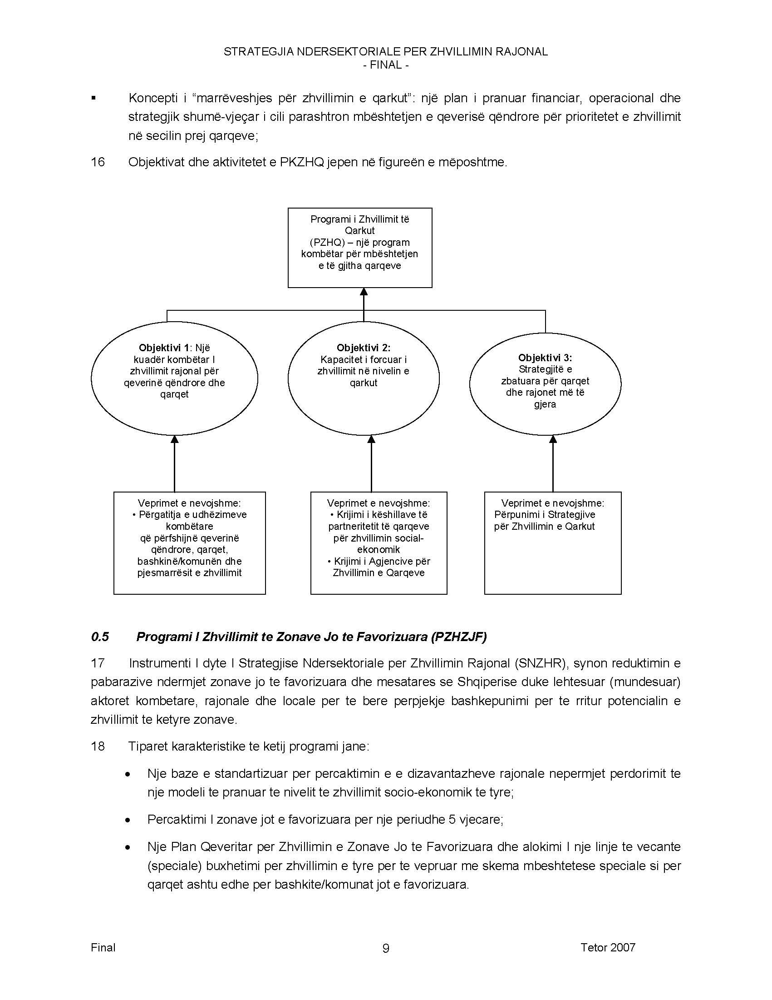 STRATEGJIA NDERSEKTORIALE PER ZHVILLIMIN RAJONAL
- FINAL -
▪ Koncepti i “marrëveshjes për zhvillimin e qarkut”: një plan i pranuar financiar, operacional dhe
strategjik shumë-vjeçar i cili parashtron mbështetjen e qeverisë qëndrore për prioritetet e zhvillimit
në secilin prej qarqeve;
16 Objektivat dhe aktivitetet e PKZHQ jepen në figureën e mëposhtme.
Programi i Zhvillimit të
Qarkut
(PZHQ) – një program
kombëtar për mbështetjen
e të gjitha qarqeve
Objektivi 1: Një
kuadër kombëtar I
zhvillimit rajonal për
qeverinë qëndrore dhe
qarqet
Objektivi 2:
Kapacitet i forcuar i
zhvillimit në nivelin e
qarkut
Objektivi 3:
Strategjitë e
zbatuara për qarqet
dhe rajonet më të
gjera
Veprimet e nevojshme:
• Përgatitja e udhëzimeve
kombëtare
që përfshijnë qeverinë
qëndrore, qarqet,
bashkinë/komunën dhe
pjesmarrësit e zhvillimit
Veprimet e nevojshme:
• Krijimi i këshillave të
partneritetit të qarqeve
për zhvillimin social-
ekonomik
• Krijimi i Agjencive për
Zhvillimin e Qarqeve
Veprimet e nevojshme:
Përpunimi i Strategjive
për Zhvillimin e Qarkut
0.5 Programi I Zhvillimit te Zonave Jo te Favorizuara (PZHZJF)
17 Instrumenti I dyte I Strategjise Ndersektoriale per Zhvillimin Rajonal (SNZHR), synon reduktimin e
pabarazive ndermjet zonave jo te favorizuara dhe mesatares se Shqiperise duke lehtesuar (mundesuar)
aktoret kombetare, rajonale dhe locale per te bere perpjekje bashkepunimi per te rritur potencialin e
zhvillimit te ketyre zonave.
18 Tiparet karakteristike te ketij programi jane:
• Nje baze e standartizuar per percaktimin e e dizavantazheve rajonale nepermjet perdorimit te
nje modeli te pranuar te nivelit te zhvillimit socio-ekonomik te tyre;
• Percaktimi I zonave jot e favorizuara per nje periudhe 5 vjecare;
• Nje Plan Qeveritar per Zhvillimin e Zonave Jo te Favorizuara dhe alokimi I nje linje te vecante
(speciale) buxhetimi per zhvillimin e tyre per te vepruar me skema mbeshtetese speciale si per
qarqet ashtu edhe per bashkite/komunat jot e favorizuara.
Final 9 Tetor 2007